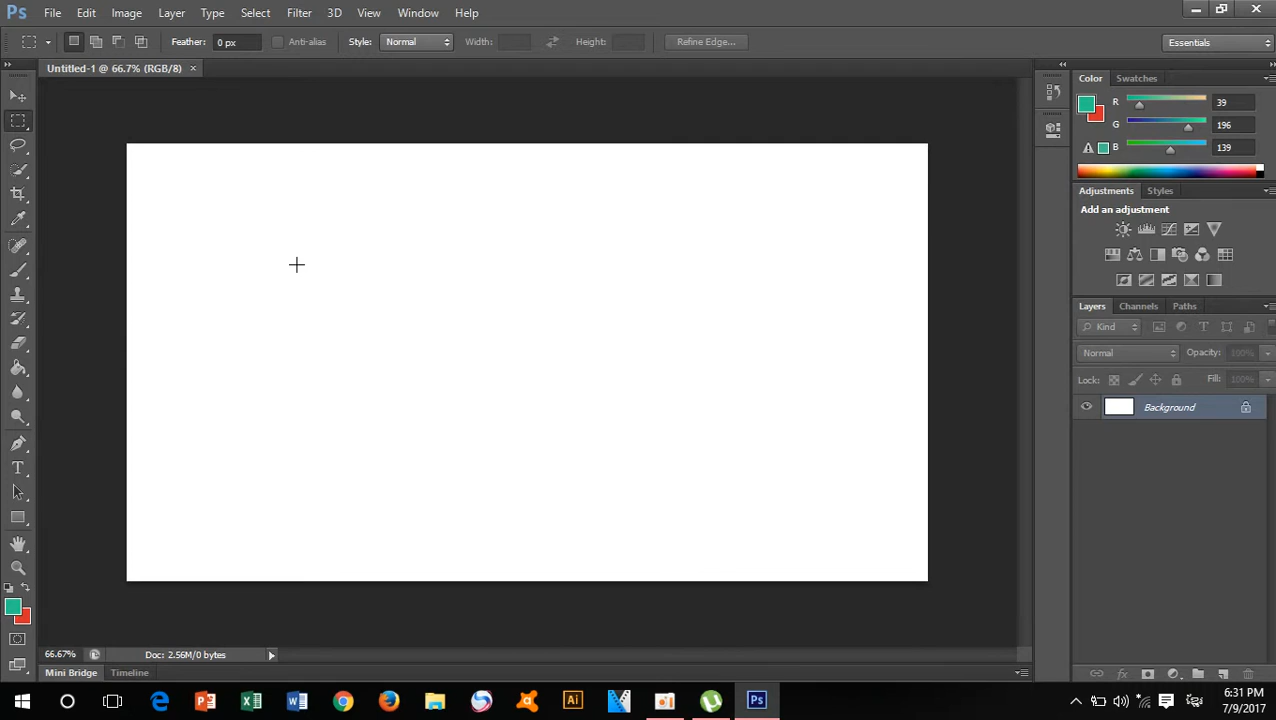 Ps File Edit Image Layer Type Select Filter 3D View Window Help
Feather: 0 px Anti-alias Style: Normal Width: Height: Refine Edge... Essentials
Untitled-1 @ 66.7% (RGB/8) ×
Color Swatches
R 39
G 196
B 139
Adjustments Styles
Add an adjustment
Layers Channels Paths
Kind
Normal Opacity: 100%
Lock: Fill: 100%
Background
66.67% Doc: 2.56M/0 bytes
Mini Bridge Timeline
Ai Ps
6:31 PM
7/9/2017